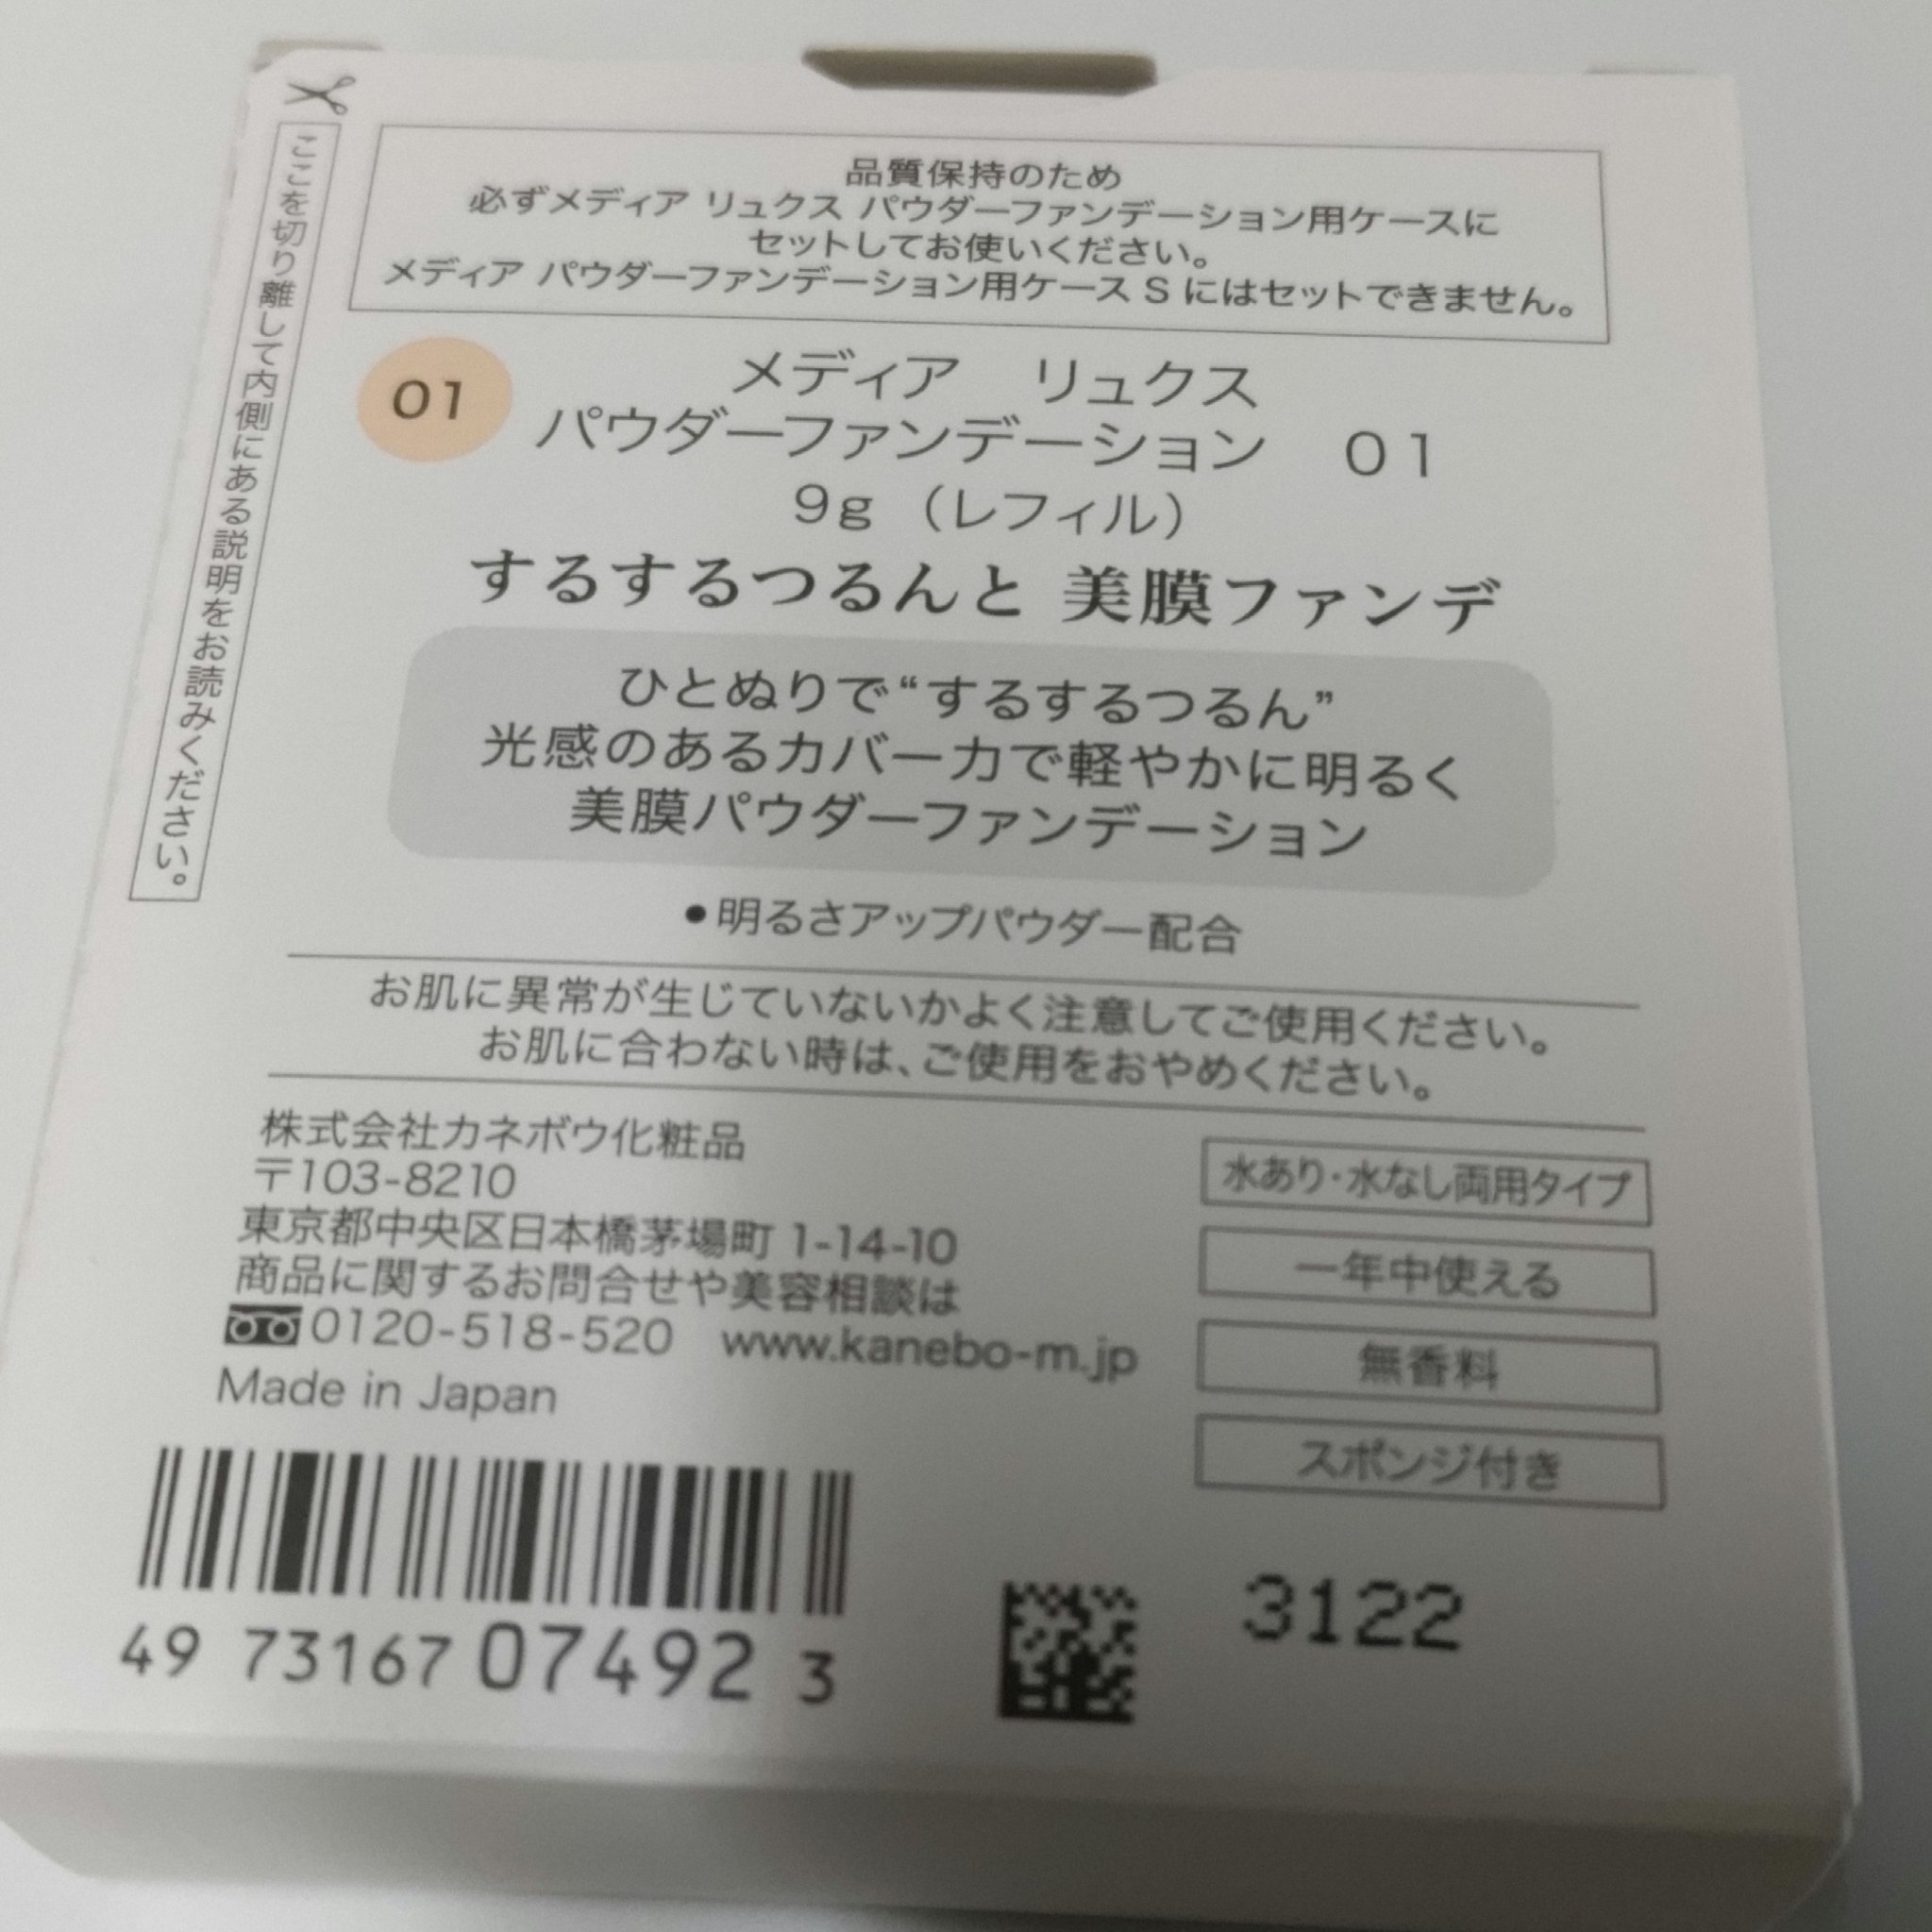 ここを切り離して内側にある説明をお読みください。
品質保持のため
必ずメディア リュクス パウダーファンデーション用ケースに
セットしてお使いください。
メディア パウダーファンデーション用ケース S にはセットできません。
01
メディア　リュクス
パウダーファンデーション　01
9g （レフィル）
するするつるんと 美膜ファンデ
ひとぬりで“するするつるん”
光感のあるカバー力で軽やかに明るく
美膜パウダーファンデーション
•明るさアップパウダー配合
お肌に異常が生じていないかよく注意してご使用ください。
お肌に合わない時は、ご使用をおやめください。
株式会社カネボウ化粧品
〒103-8210
東京都中央区日本橋茅場町 1-14-10
商品に関するお問合せや美容相談は
0120-518-520　www.kanebo-m.jp
Made in Japan
水あり･水なし両用タイプ
一年中使える
無香料
スポンジ付き
49 73167 07492 3
3122